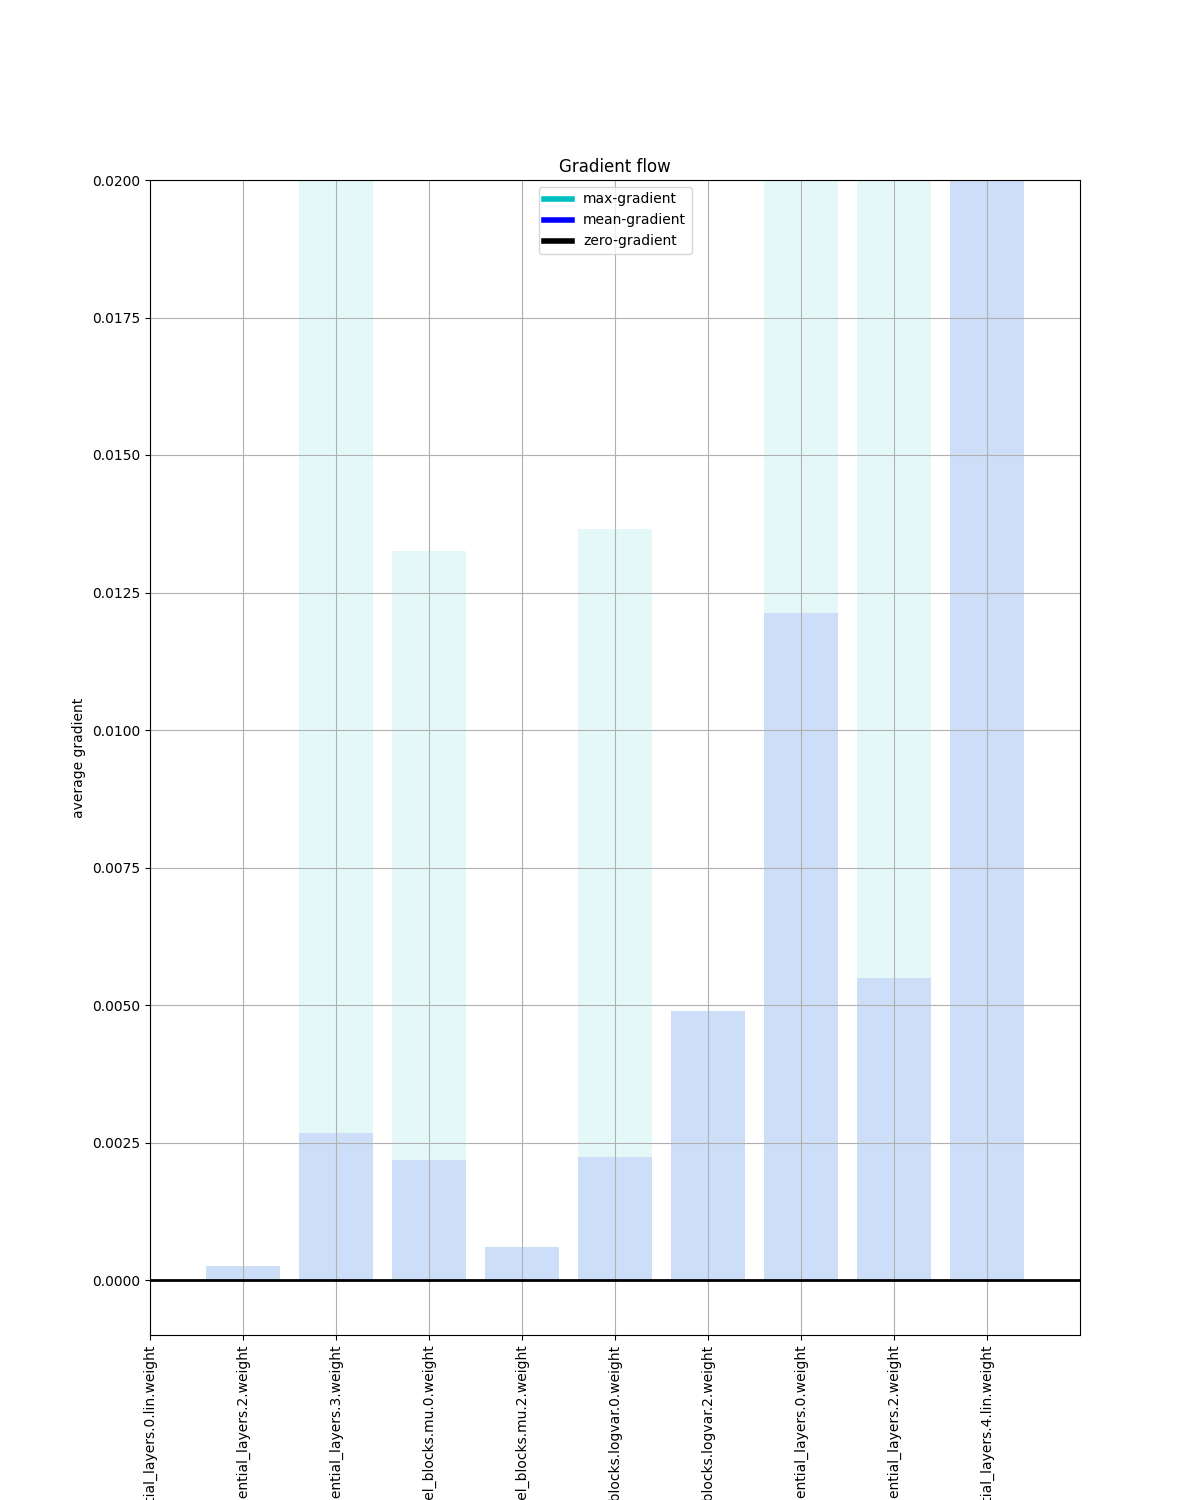 Gradient flow
max-gradient
mean-gradient
zero-gradient
0.0200
0.0175
0.0150
0.0125
0.0100
0.0075
0.0050
0.0025
0.0000
average gradient
tial_layers.0.lin.weight
ential_layers.2.weight
ential_layers.3.weight
el_blocks.mu.0.weight
el_blocks.mu.2.weight
blocks.logvar.0.weight
blocks.logvar.2.weight
ential_layers.0.weight
ential_layers.2.weight
tial_layers.4.lin.weight